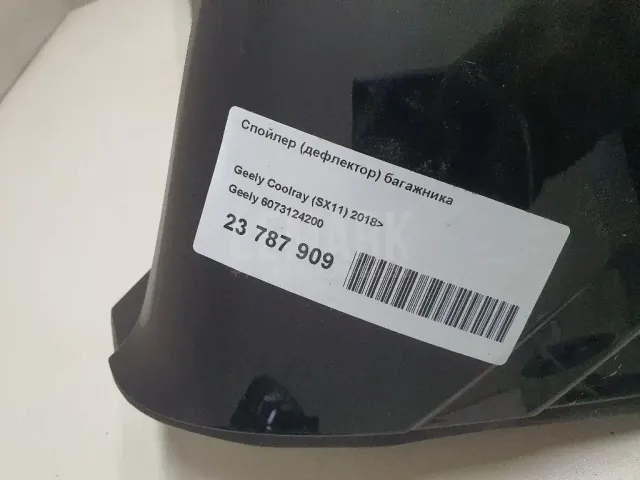 Спойлер (дефлектор) багажника
Geely Coolray (SX11) 2018>
Geely 6073124200
23 787 909